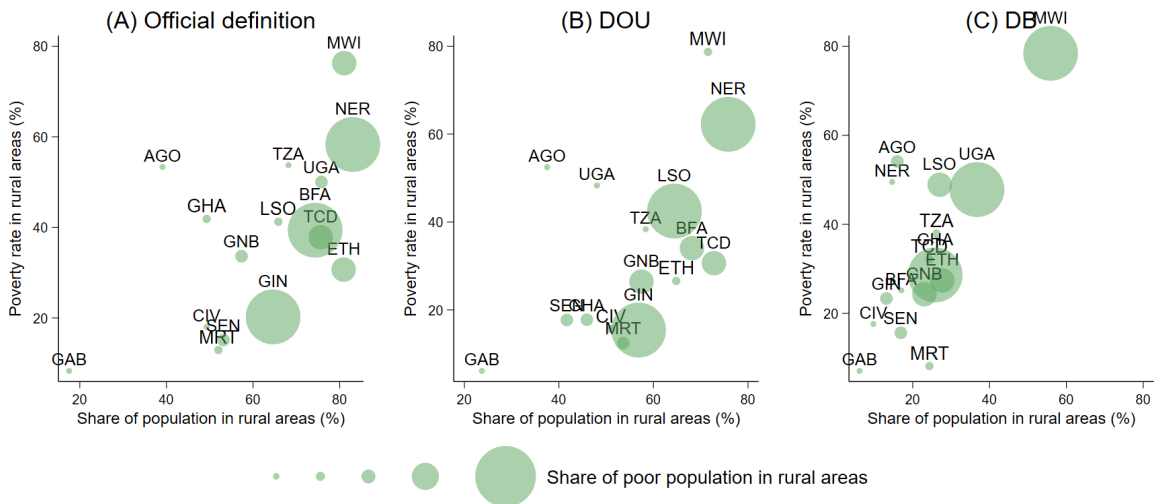 (A) Official definition
Poverty rate in rural areas (%)
80
60
40
20
MWI
NER
AGO
TZA
UGA
BFA
GHA
LSO
TCD
GNB
ETH
GIN
CIV
SEN
MRT
GAB
20 40 60 80
Share of population in rural areas (%)
(B) DOU
Poverty rate in rural areas (%)
80
60
40
20
MWI
NER
AGO
UGA
LSO
TZA
BFA
TCD
GNB
ETH
GIN
SEN
GHA
CIV
MRT
GAB
20 40 60 80
Share of population in rural areas (%)
(C) DB
Poverty rate in rural areas (%)
80
60
40
20
MWI
AGO
UGA
LSO
NER
TZA
GHA
TCD
ETH
GNB
BFA
GIN
CIV
SEN
MRT
GAB
20 40 60 80
Share of population in rural areas (%)
Share of poor population in rural areas